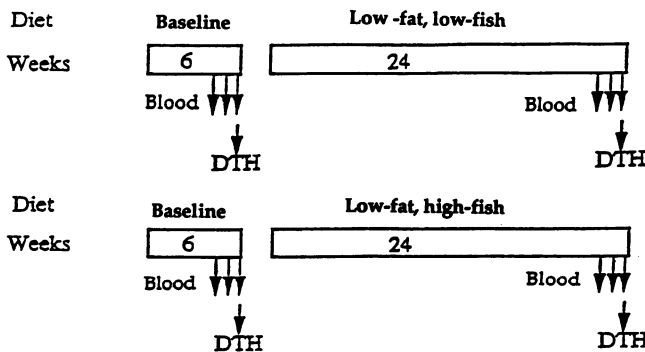 Diet Baseline Low -fat, low-fish
Weeks 6 24
Blood Blood
DTH DTH
Diet Baseline Low-fat, high-fish
Weeks 6 24
Blood Blood
DTH DTH